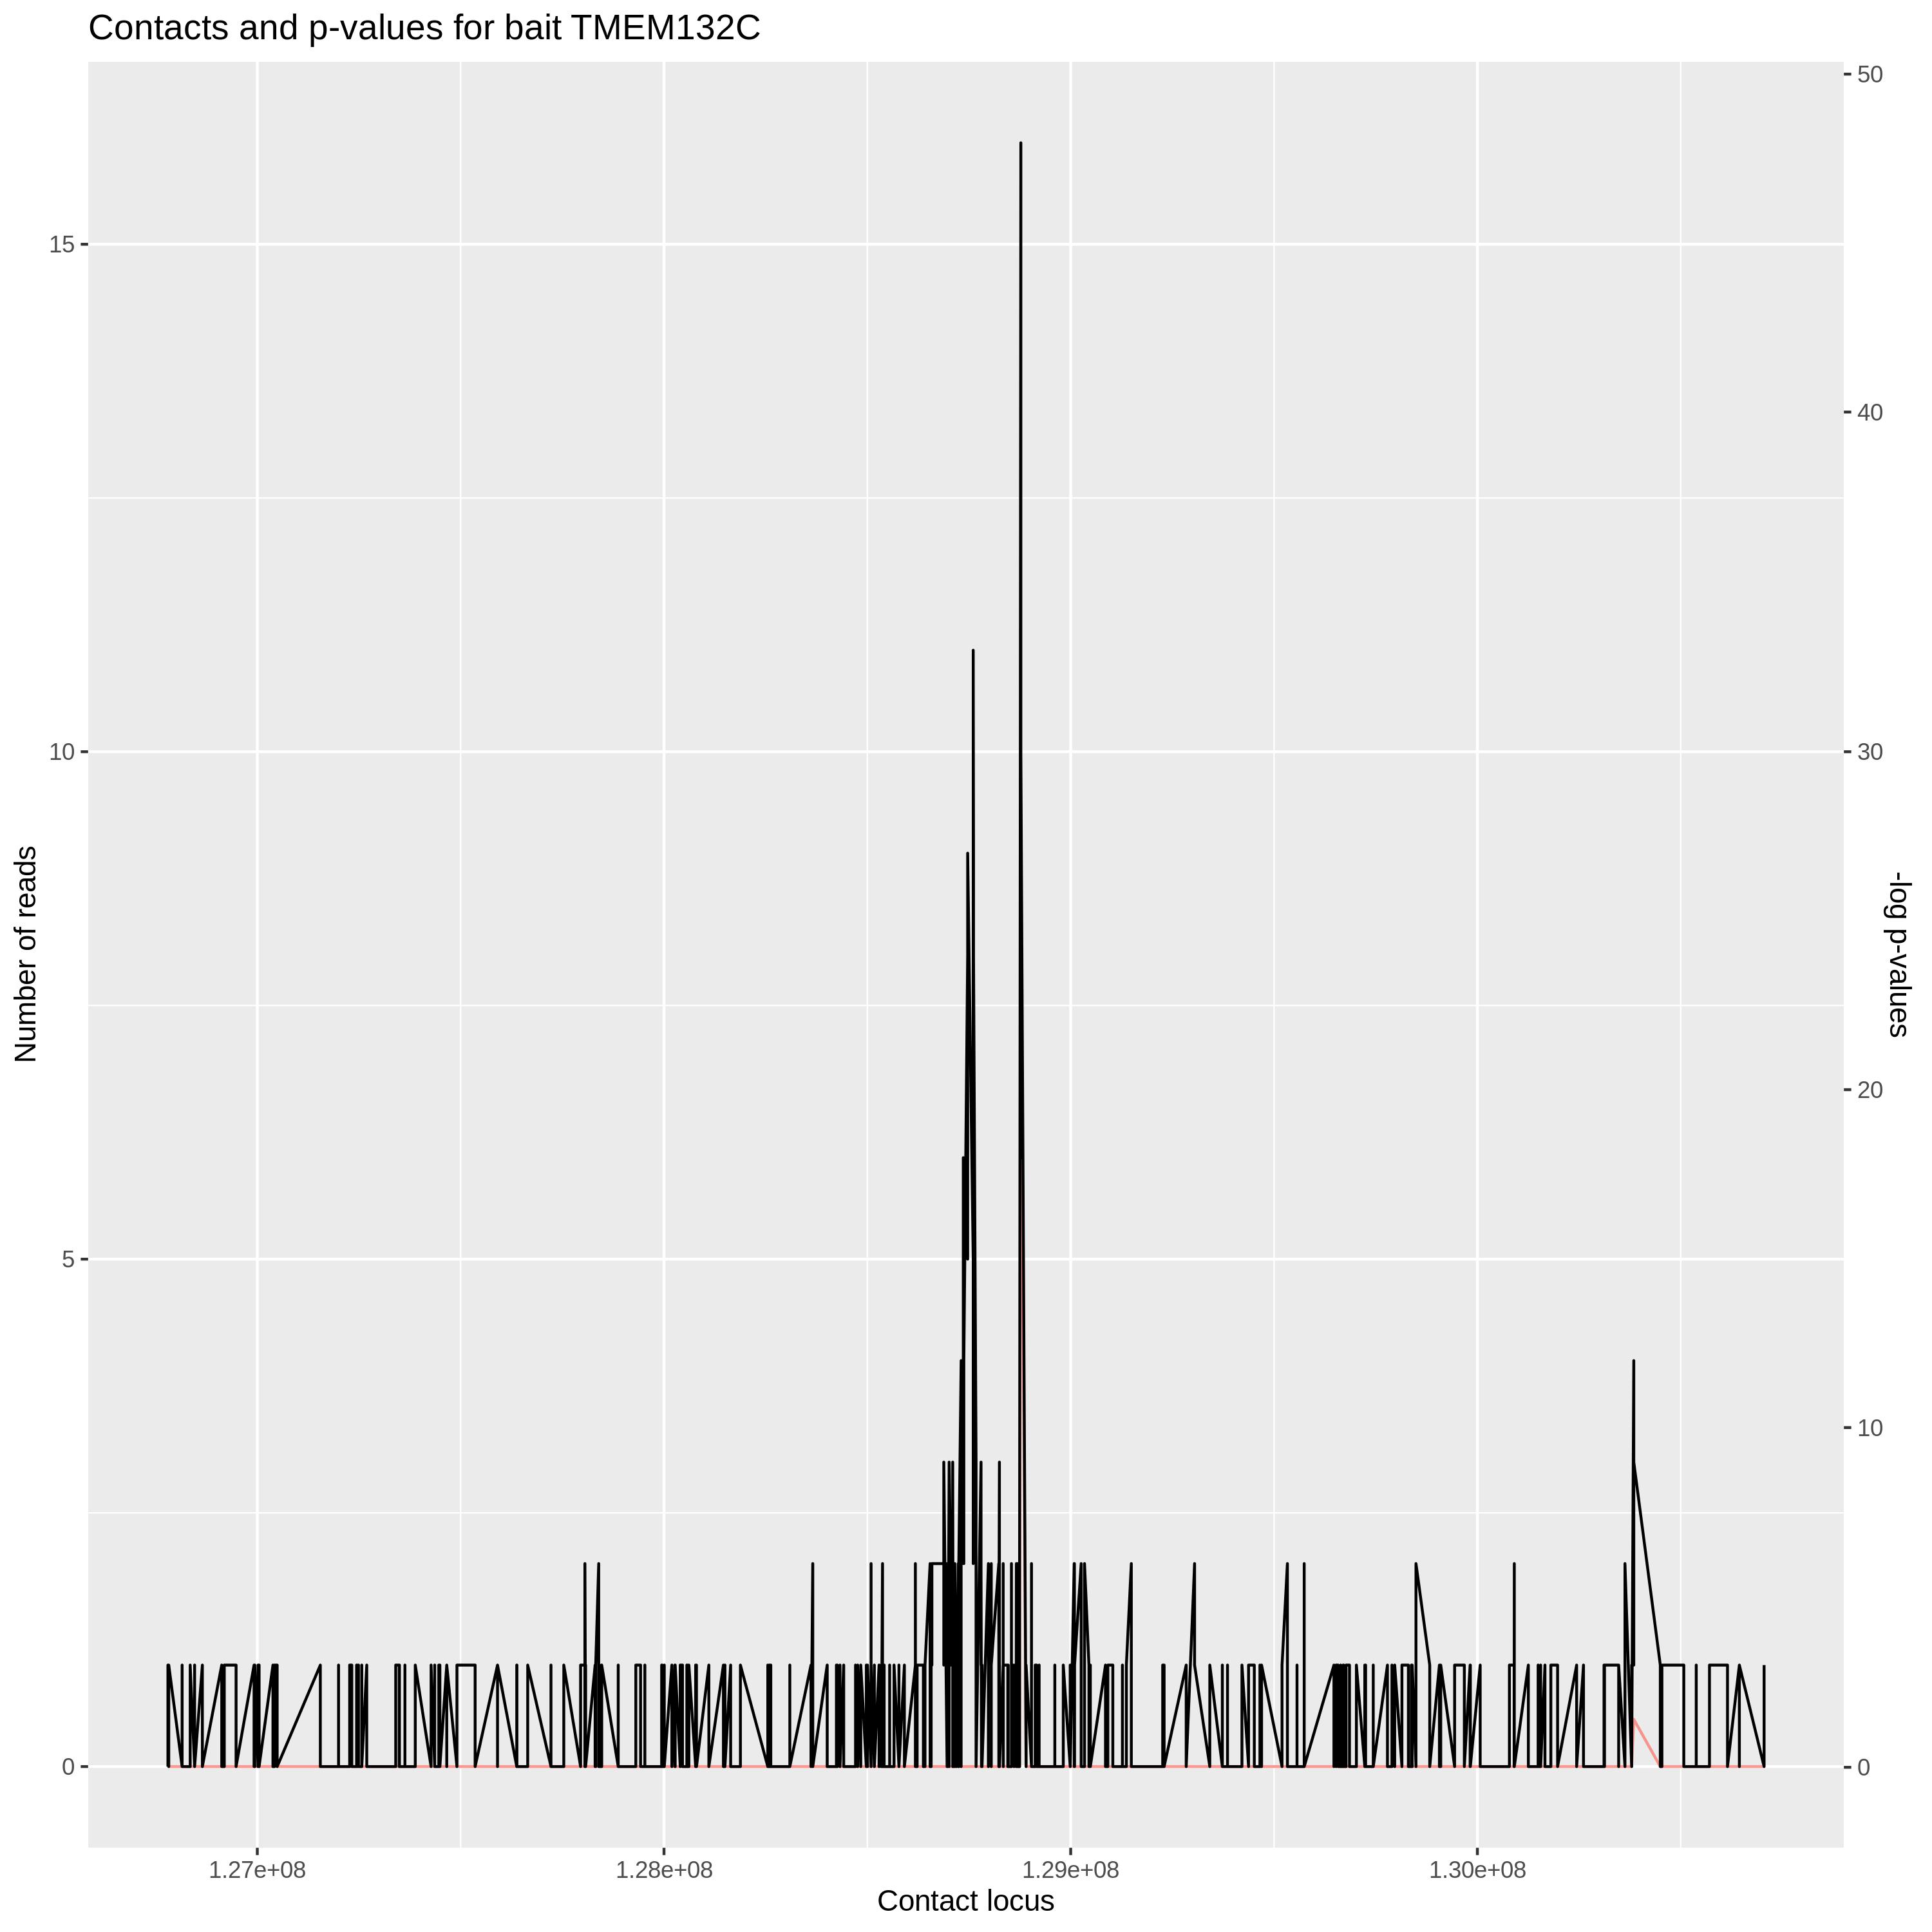 Contacts and p-values for bait TMEM132C
50
15
40
10
30
Number of reads
-log p-values
20
5
10
0
0
1.27e+08
1.28e+08
1.29e+08
1.30e+08
Contact locus